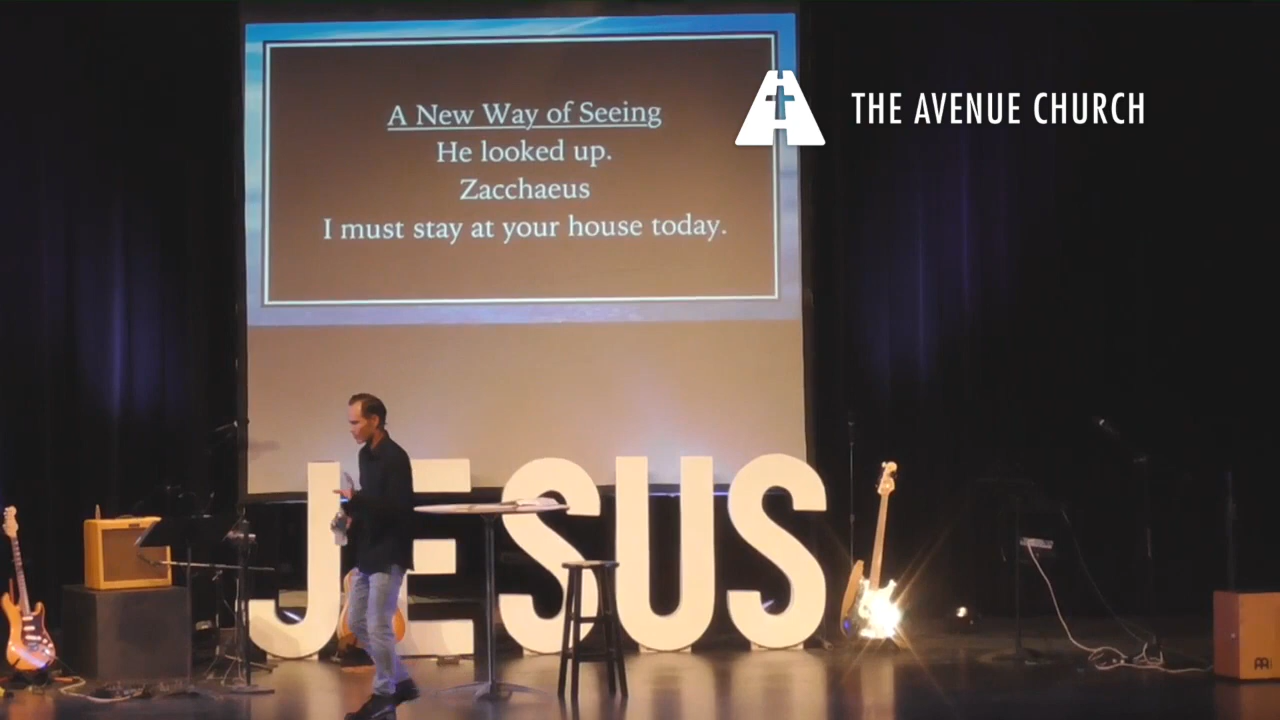 A New Way of Seeing
He looked up.
Zacchaeus
I must stay at your house today.
THE AVENUE CHURCH
JESUS